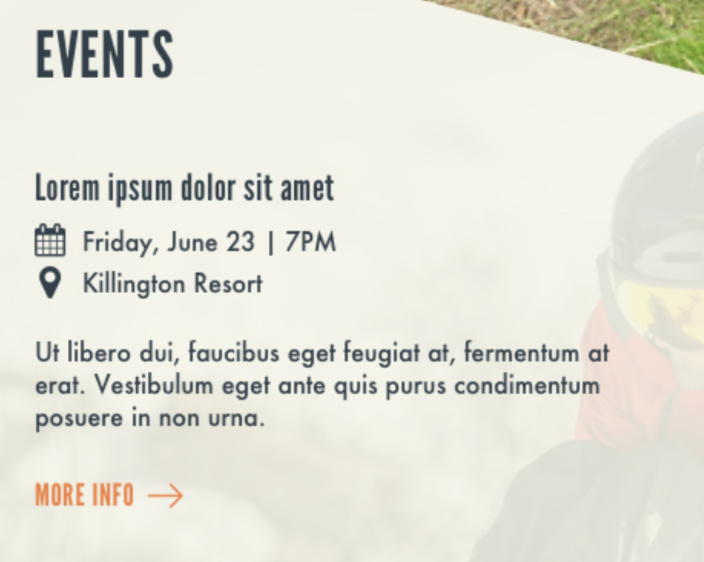 EVENTS
Lorem ipsum dolor sit amet
Friday, June 23 | 7PM
Killington Resort
Ut libero dui, faucibus eget feugiat at, fermentum at
erat. Vestibulum eget ante quis purus condimentum
posuere in non urna.
MORE INFO